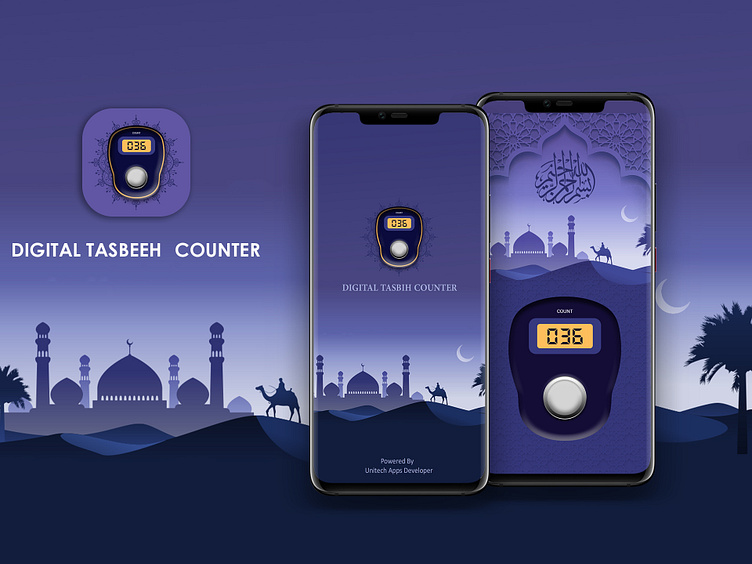 COUNT
036
DIGITAL TASBEEH COUNTER
COUNT
036
DIGITAL TASBIH COUNTER
Powered By
Unitech Apps Developer
بسم الله الرحمن الرحيم
COUNT
036